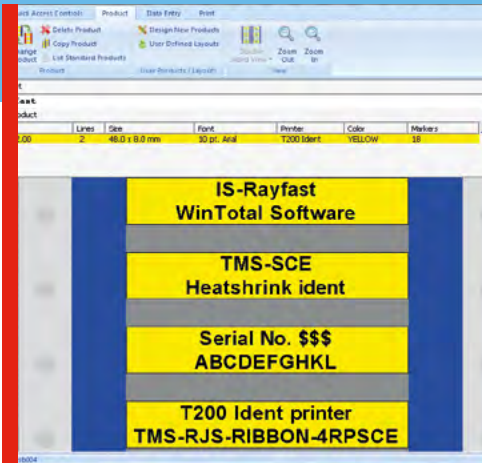 Access Controls Product Data Entry Print
Delete Product Design New Products
Copy Product User Defined Layouts
List Standard Products Zoom Out Zoom In
Product User Products / Layouts View
Lines Size Font Printer Color Markers
2 48.0 x 8.0 mm 10 pt. Arial T200 Ident YELLOW 18
IS-Rayfast
WinTotal Software
TMS-SCE
Heatshrink ident
Serial No. $$$
ABCDEFGHKL
T200 Ident printer
TMS-RJS-RIBBON-4RPSCE